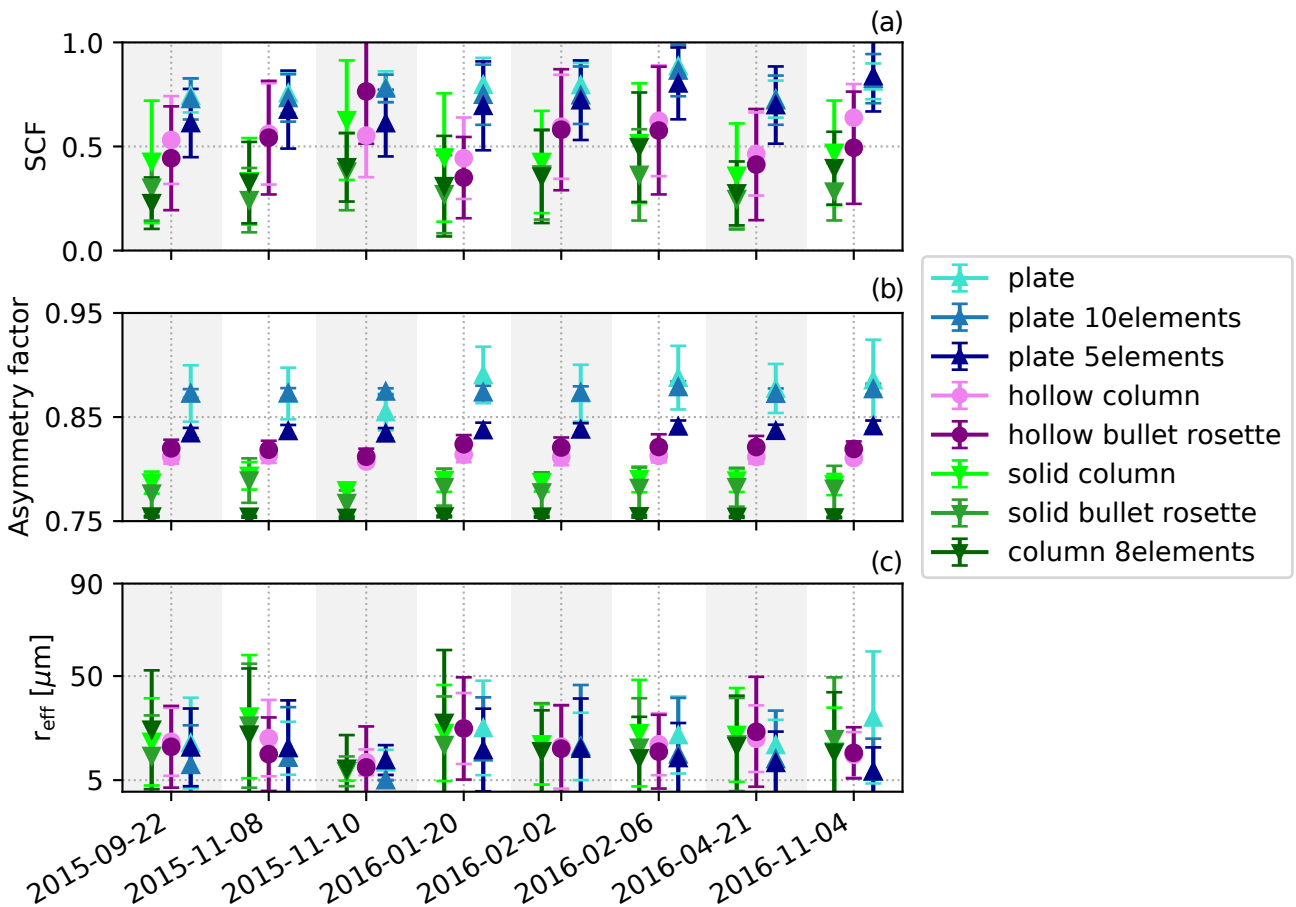 (a)
1.0
0.5
0.0
SCF
(b)
0.95
0.85
0.75
Asymmetry factor
(c)
90
50
5
r_eff [μm]
2015-09-22
2015-11-08
2015-11-10
2016-01-20
2016-02-02
2016-02-06
2016-04-21
2016-11-04
plate
plate 10elements
plate 5elements
hollow column
hollow bullet rosette
solid column
solid bullet rosette
column 8elements